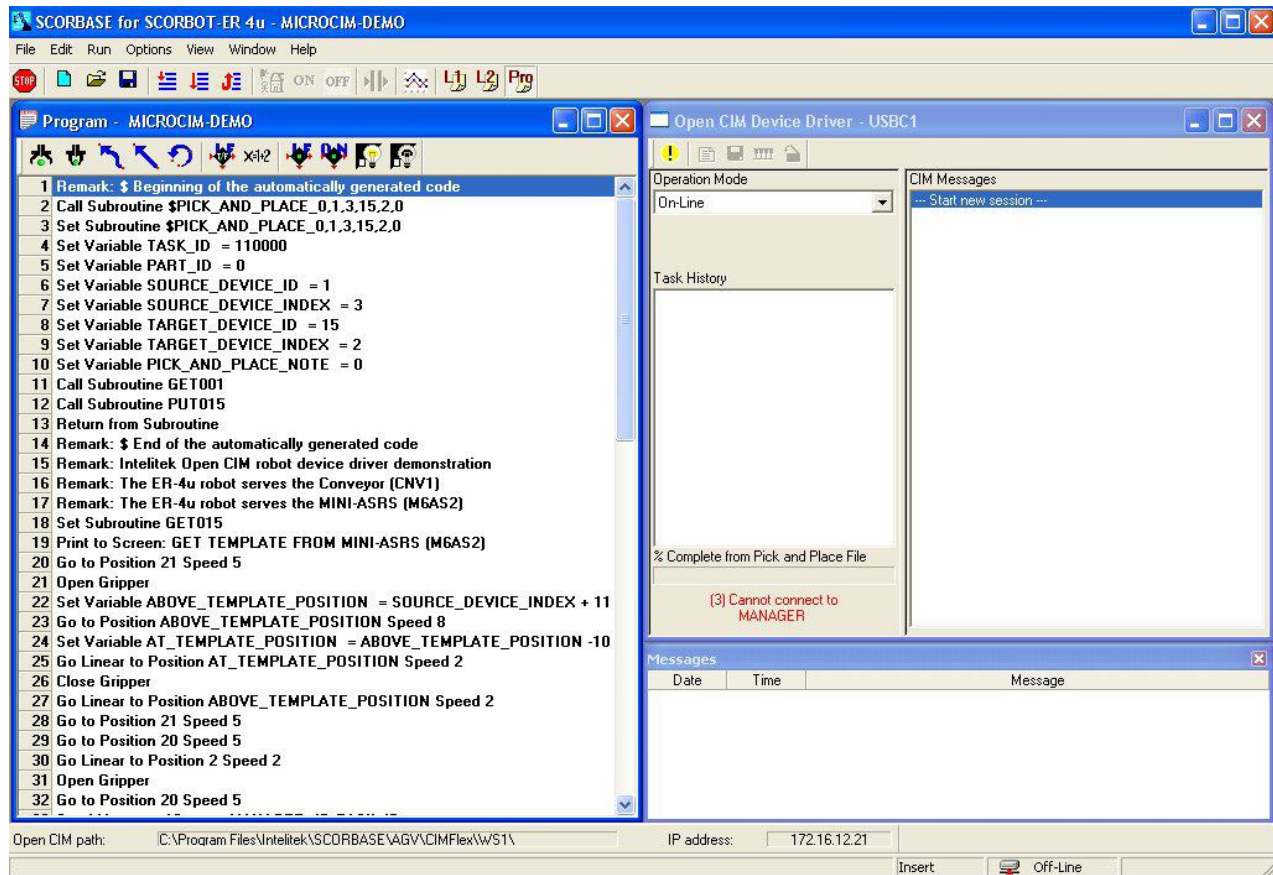 SCORBASE for SCORBOT-ER 4u - MICROCIM-DEMO
File Edit Run Options View Window Help
STOP ON OFF L1 L2 Prg
Program - MICROCIM-DEMO
1 Remark: $ Beginning of the automatically generated code
2 Call Subroutine $PICK_AND_PLACE_0,1,3,15,2,0
3 Set Subroutine $PICK_AND_PLACE_0,1,3,15,2,0
4 Set Variable TASK_ID = 110000
5 Set Variable PART_ID = 0
6 Set Variable SOURCE_DEVICE_ID = 1
7 Set Variable SOURCE_DEVICE_INDEX = 3
8 Set Variable TARGET_DEVICE_ID = 15
9 Set Variable TARGET_DEVICE_INDEX = 2
10 Set Variable PICK_AND_PLACE_NOTE = 0
11 Call Subroutine GET001
12 Call Subroutine PUT015
13 Return from Subroutine
14 Remark: $ End of the automatically generated code
15 Remark: Intelitek Open CIM robot device driver demonstration
16 Remark: The ER-4u robot serves the Conveyor (CNV1)
17 Remark: The ER-4u robot serves the MINI-ASRS (M6AS2)
18 Set Subroutine GET015
19 Print to Screen: GET TEMPLATE FROM MINI-ASRS (M6AS2)
20 Go to Position 21 Speed 5
21 Open Gripper
22 Set Variable ABOVE_TEMPLATE_POSITION = SOURCE_DEVICE_INDEX + 11
23 Go to Position ABOVE_TEMPLATE_POSITION Speed 8
24 Set Variable AT_TEMPLATE_POSITION = ABOVE_TEMPLATE_POSITION -10
25 Go Linear to Position AT_TEMPLATE_POSITION Speed 2
26 Close Gripper
27 Go Linear to Position ABOVE_TEMPLATE_POSITION Speed 2
28 Go to Position 21 Speed 5
29 Go to Position 20 Speed 5
30 Go Linear to Position 2 Speed 2
31 Open Gripper
32 Go to Position 20 Speed 5
Open CIM Device Driver - USBC1
Operation Mode
On-Line
Task History
% Complete from Pick and Place File
(3) Cannot connect to
MANAGER
CIM Messages
--- Start new session ---
Messages
Date Time Message
Open CIM path: C:\Program Files\Intelitek\SCORBASE\AGV\CIMFlex\WS1\ IP address: 172.16.12.21
Insert Off-Line